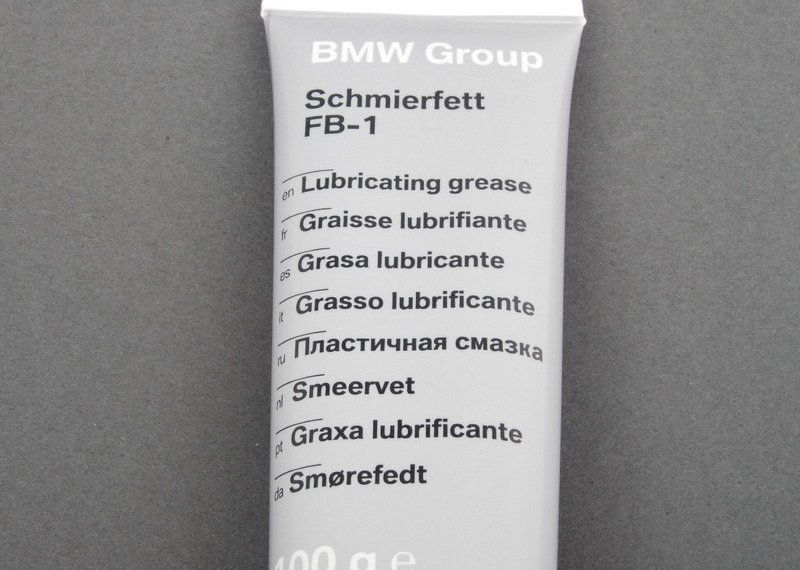 BMW Group
Schmierfett
FB-1
en Lubricating grease
fr Graisse lubrifiante
es Grasa lubricante
it Grasso lubrificante
ru Пластичная смазка
nl Smeervet
pt Graxa lubrificante
da Smørefedt
400 g e